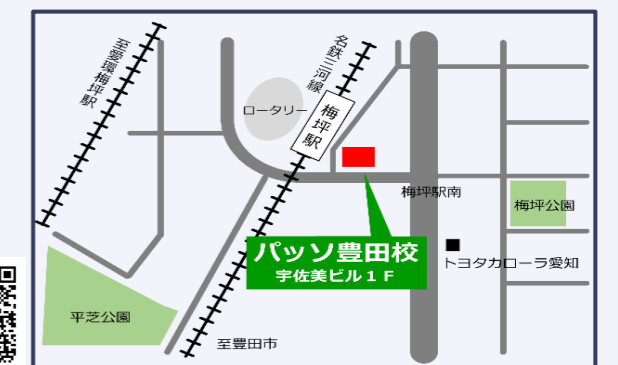 至愛環梅坪駅
名鉄三河線
ロータリー
梅坪駅
梅坪駅南
梅坪公園
パッソ豊田校
宇佐美ビル１Ｆ
トヨタカローラ愛知
平芝公園
至豊田市